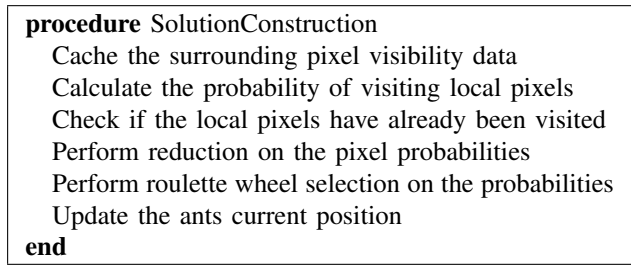 procedure SolutionConstruction
Cache the surrounding pixel visibility data
Calculate the probability of visiting local pixels
Check if the local pixels have already been visited
Perform reduction on the pixel probabilities
Perform roulette wheel selection on the probabilities
Update the ants current position
end